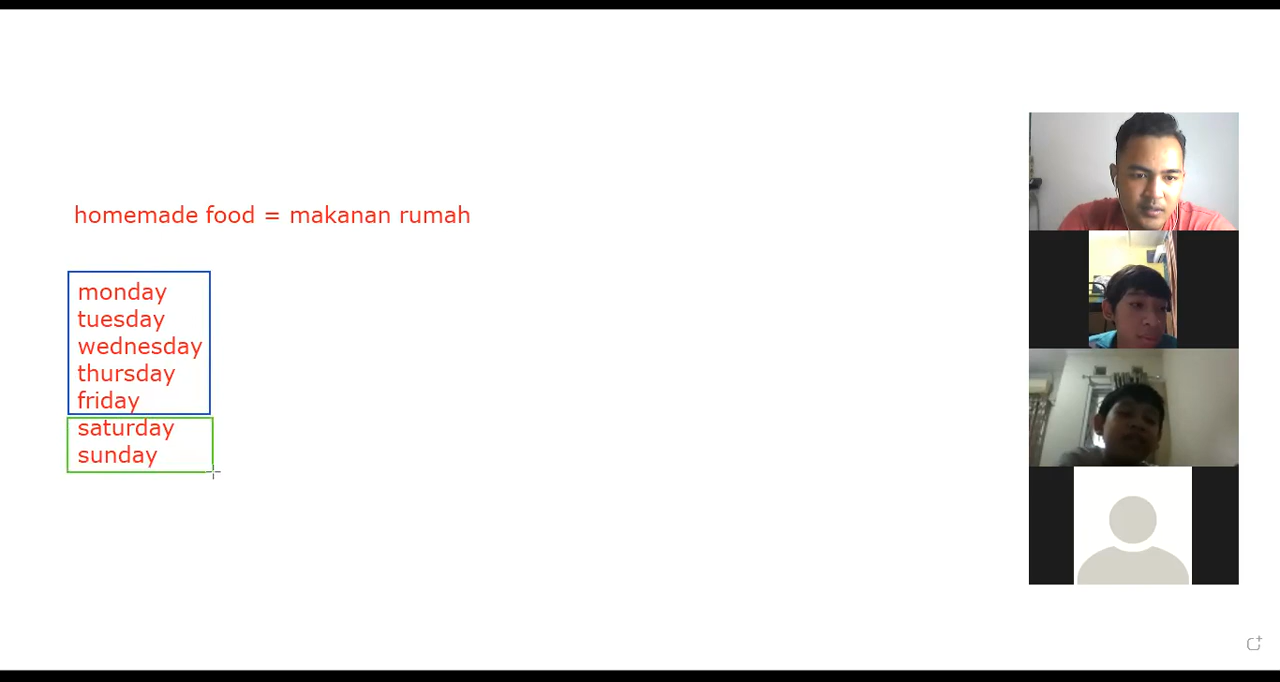 homemade food = makanan rumah
monday
tuesday
wednesday
thursday
friday
saturday
sunday